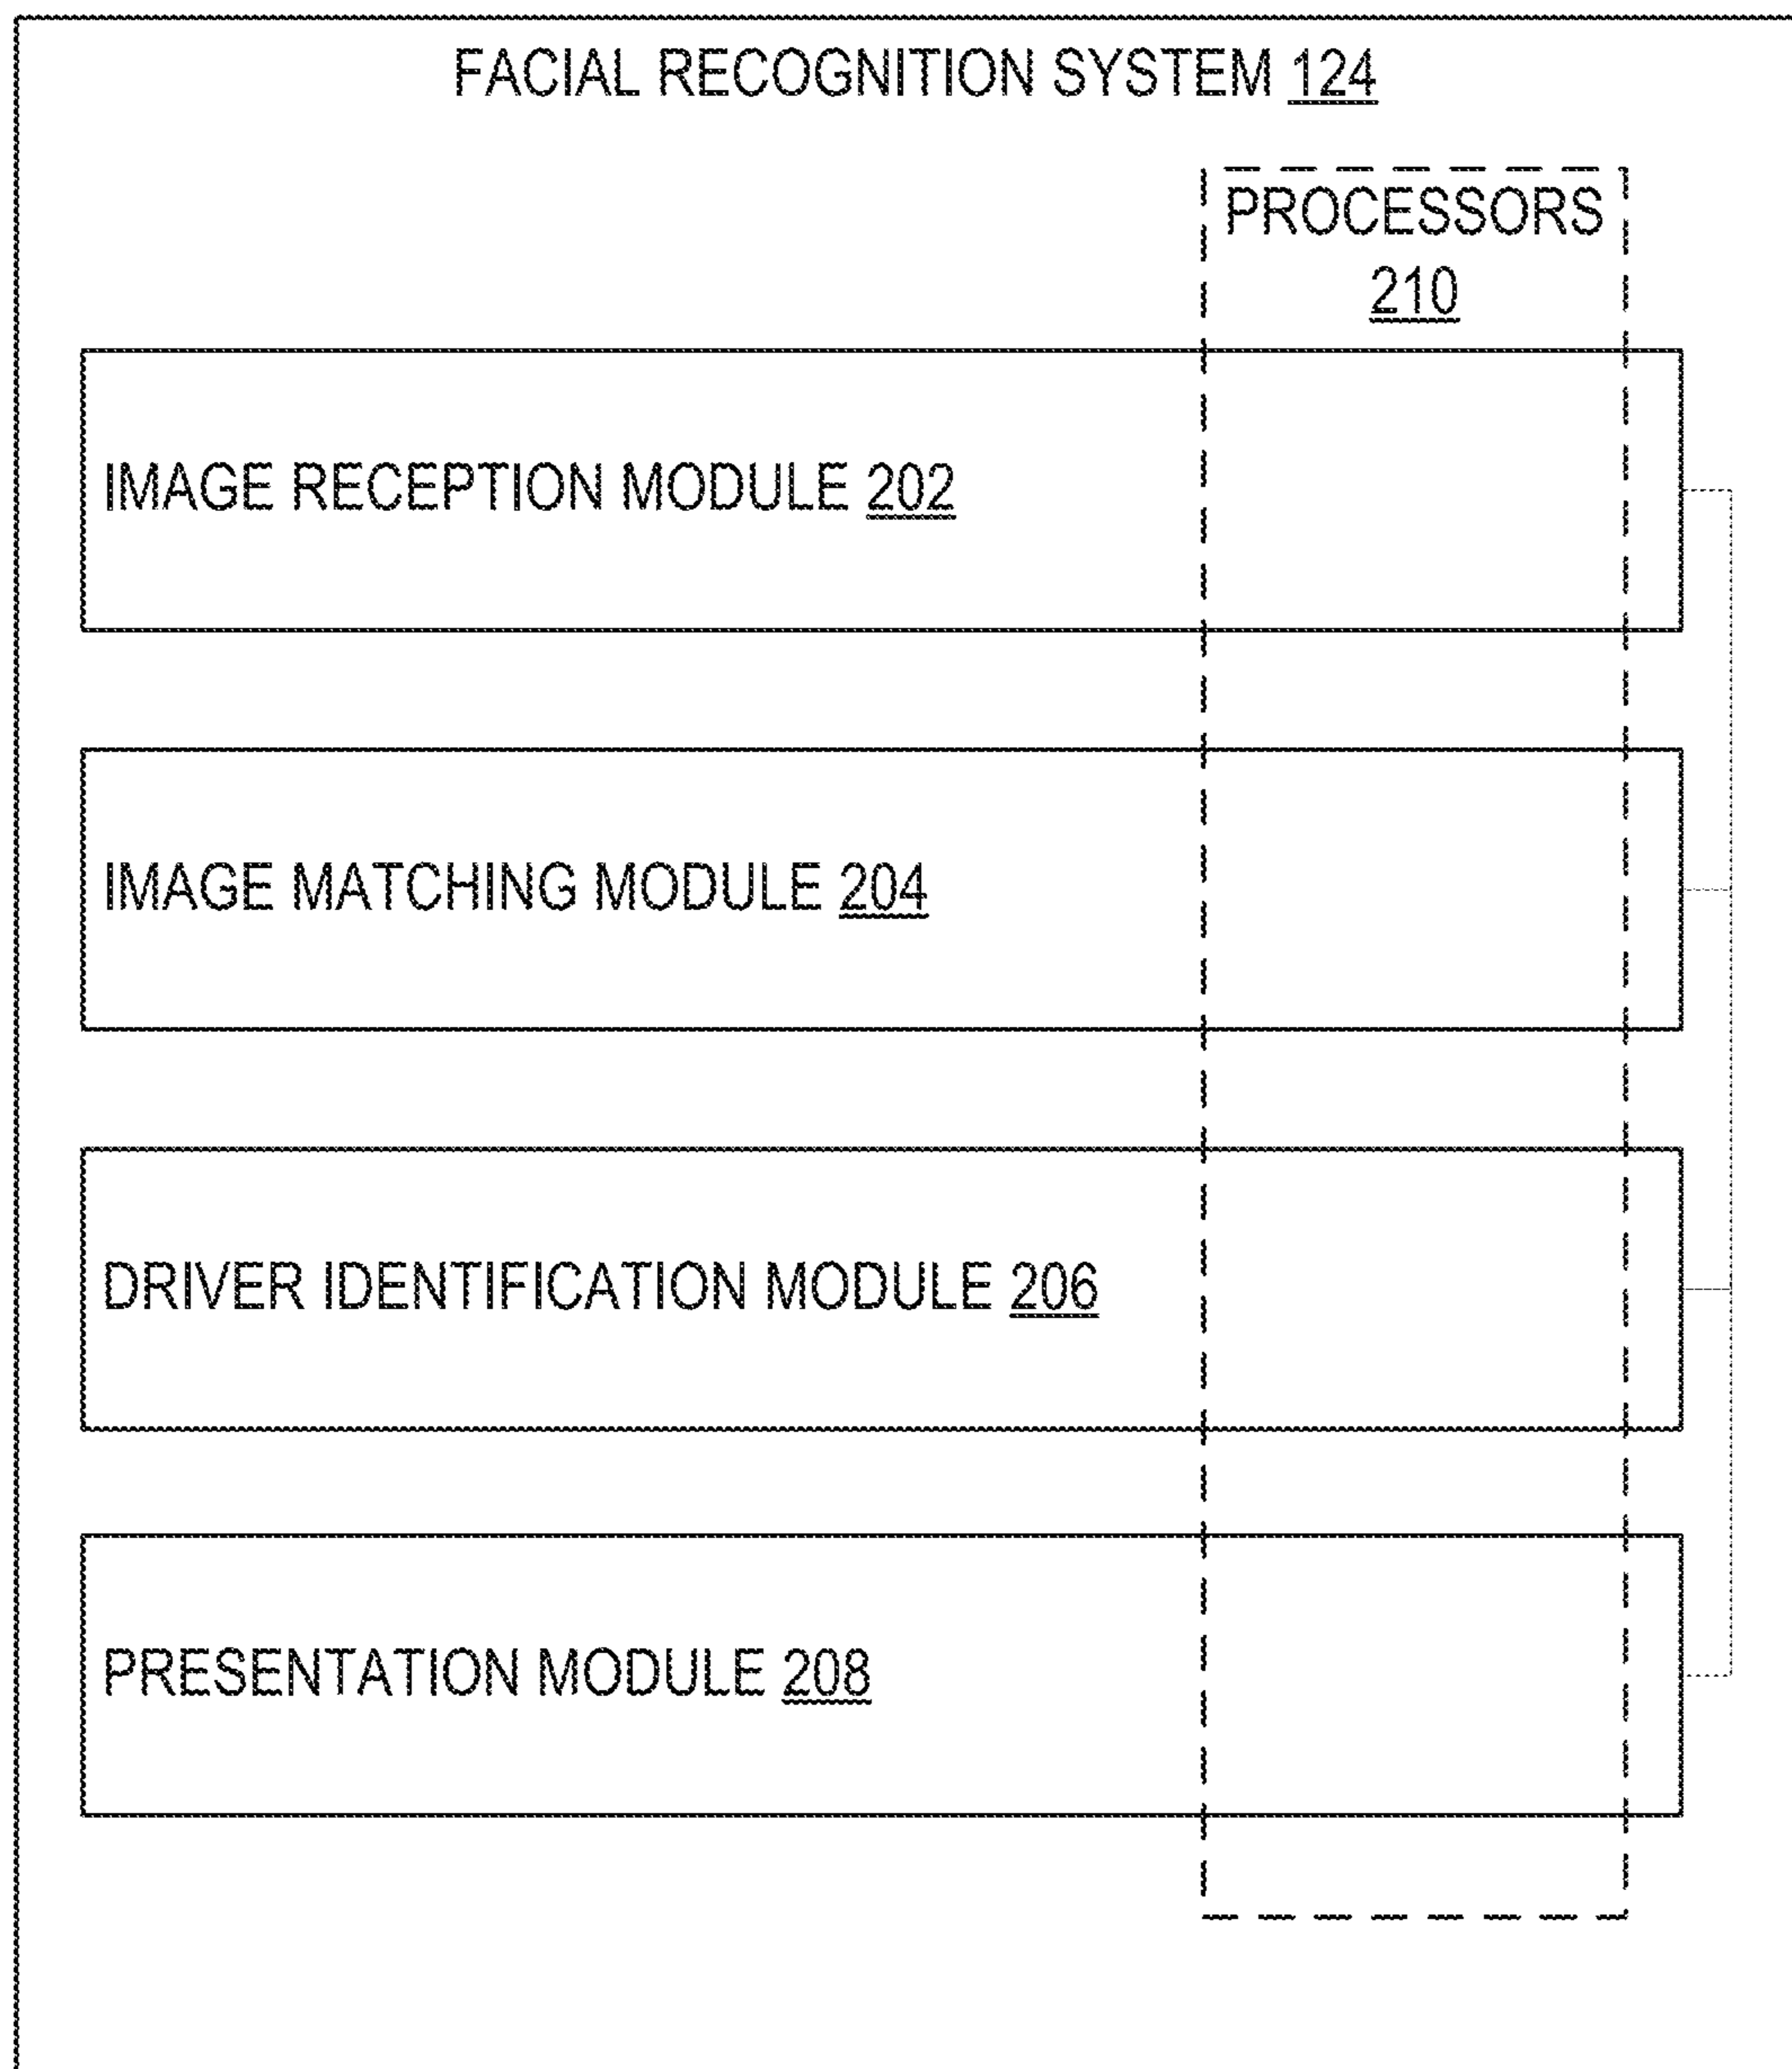 FACIAL RECOGNITION SYSTEM 124
PROCESSORS
210
IMAGE RECEPTION MODULE 202
IMAGE MATCHING MODULE 204
DRIVER IDENTIFICATION MODULE 206
PRESENTATION MODULE 208